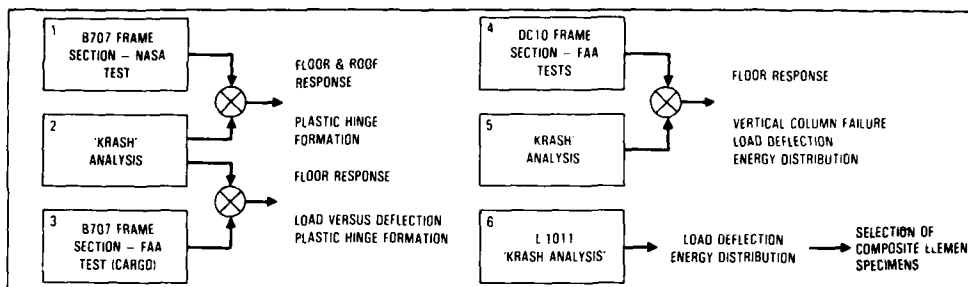 1
B707 FRAME
SECTION – NASA
TEST
FLOOR & ROOF
RESPONSE
PLASTIC HINGE
FORMATION
2
'KRASH'
ANALYSIS
FLOOR RESPONSE
LOAD VERSUS DEFLECTION
PLASTIC HINGE FORMATION
3
B707 FRAME
SECTION – FAA
TEST (CARGO)
4
DC10 FRAME
SECTION – FAA
TESTS
FLOOR RESPONSE
VERTICAL COLUMN FAILURE
LOAD DEFLECTION
ENERGY DISTRIBUTION
5
KRASH
ANALYSIS
6
L 1011
'KRASH ANALYSIS'
LOAD DEFLECTION
ENERGY DISTRIBUTION
SELECTION OF
COMPOSITE ELEMEN
SPECIMENS